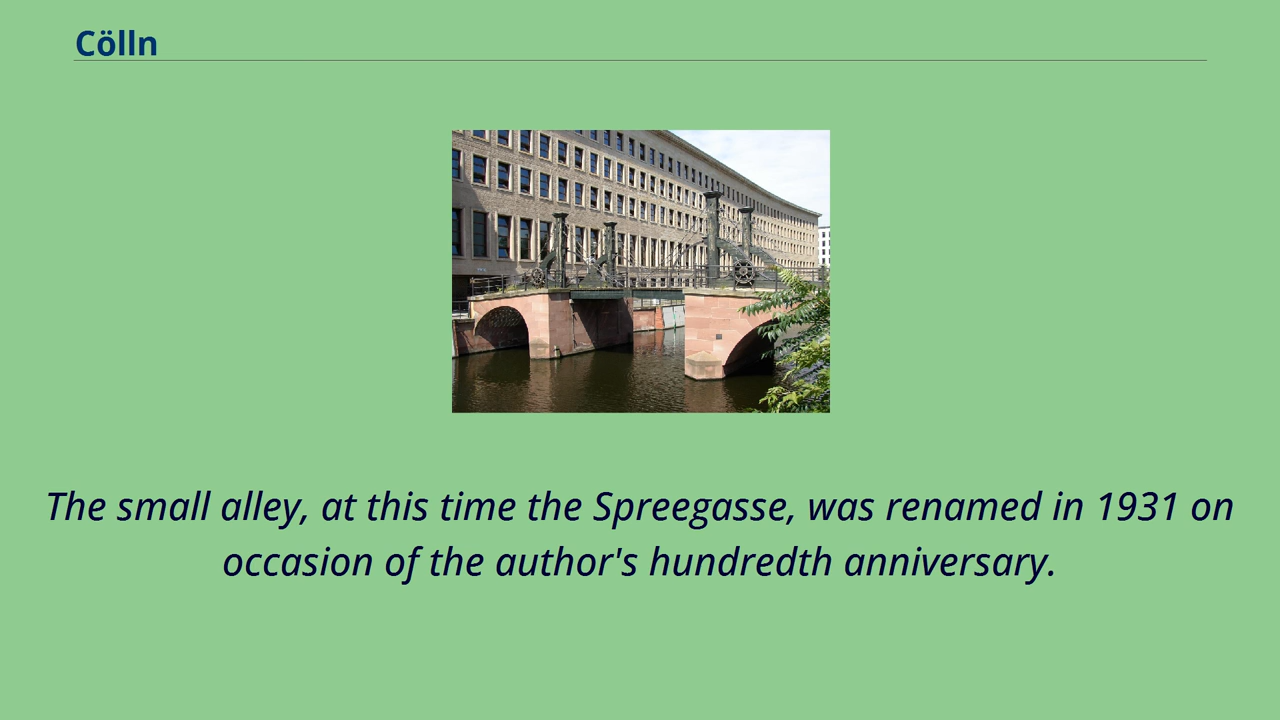 Cölln
The small alley, at this time the Spreegasse, was renamed in 1931 on
occasion of the author's hundredth anniversary.